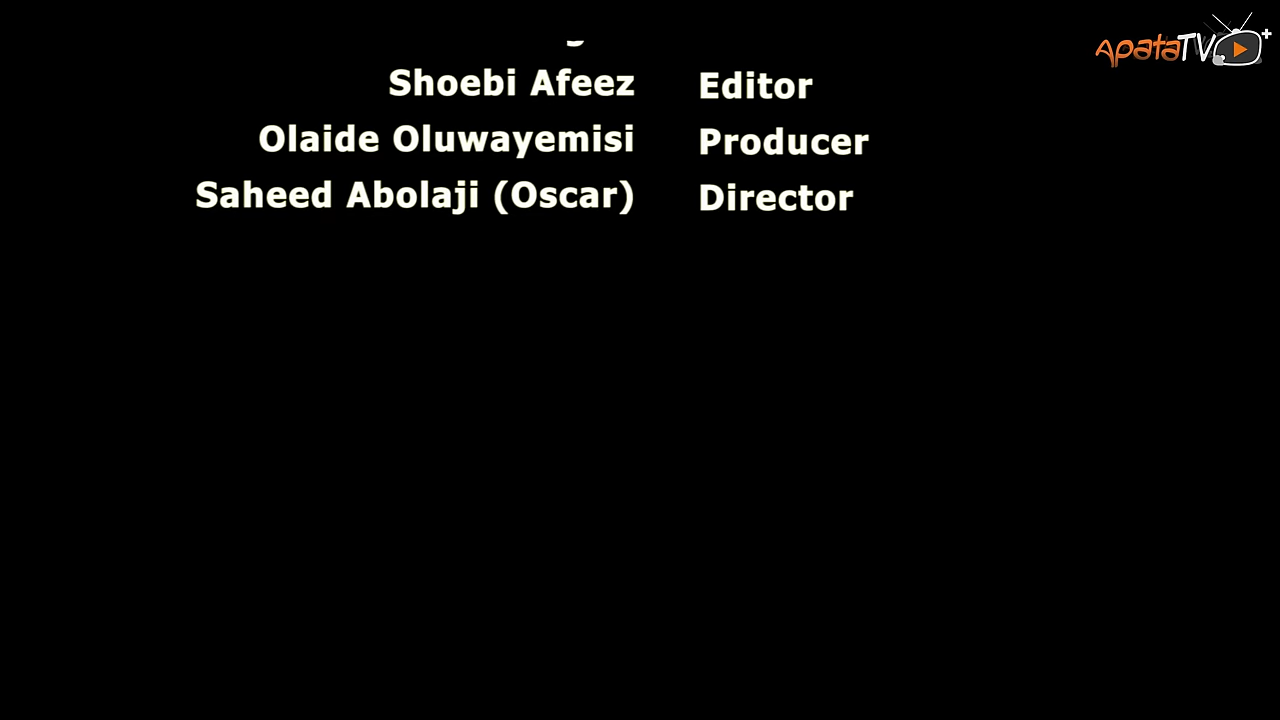 ApataTV+
Shoebi Afeez Editor
Olaide Oluwayemisi Producer
Saheed Abolaji (Oscar) Director